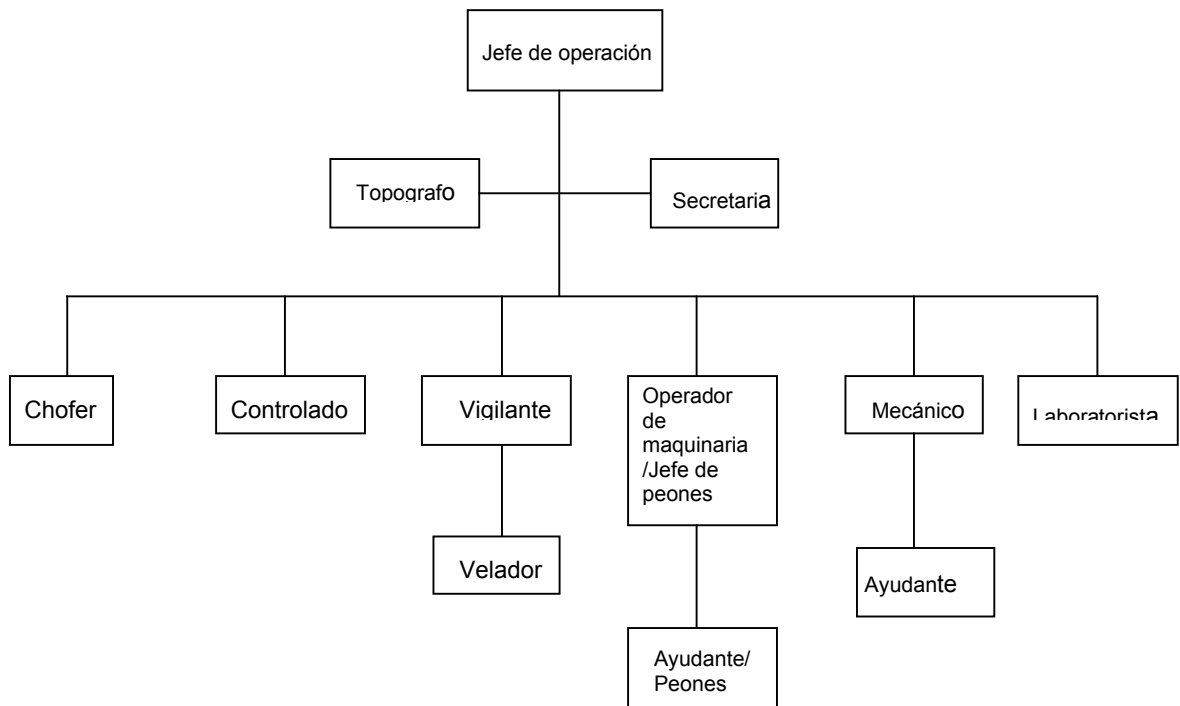 Jefe de operación
Topografo
Secretaria
Chofer
Controlado
Vigilante
Operador
de
maquinaria
/Jefe de
peones
Mecánico
Laboratorista
Velador
Ayudante
Ayudante/
Peones